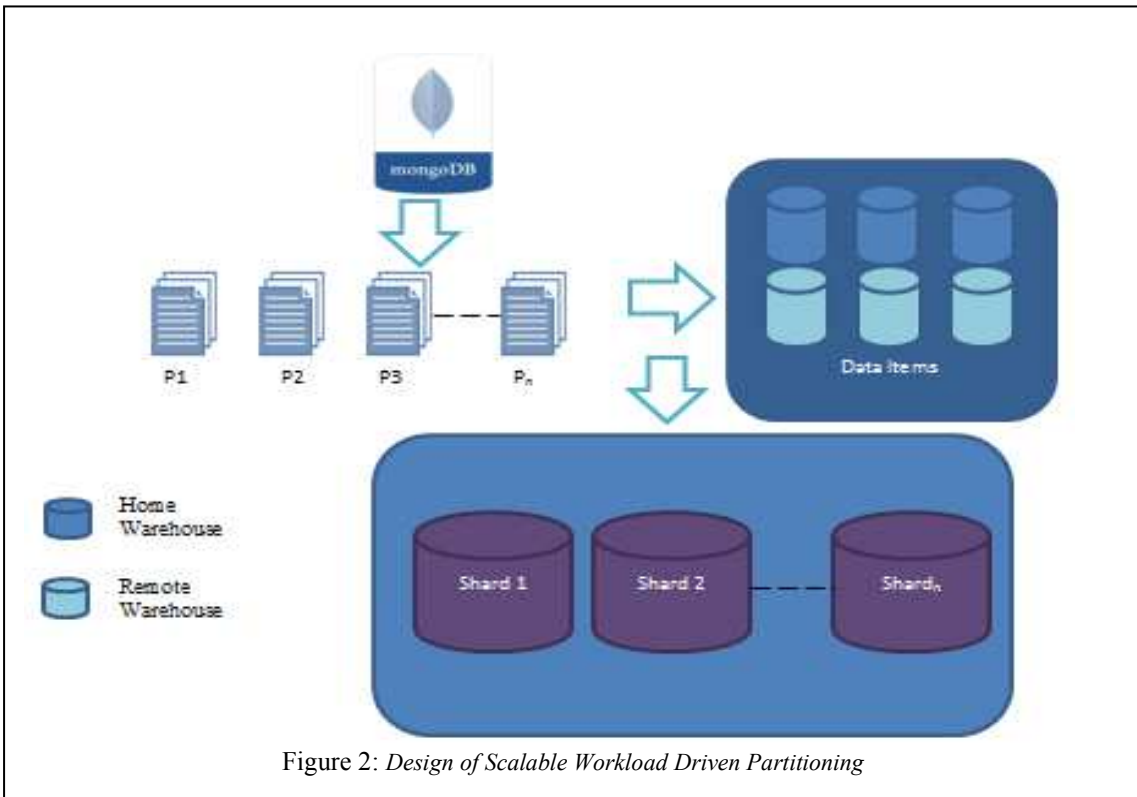 mongoDB
P1 P2 P3 Pn
Data Items
Home
Warehouse
Remote
Warehouse
Shard 1 Shard 2 Shardn
Figure 2: Design of Scalable Workload Driven Partitioning